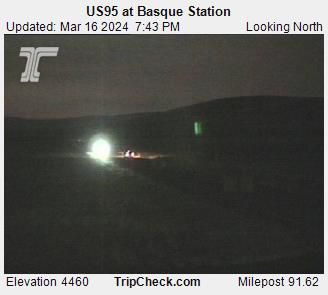 US95 at Basque Station
Updated: Mar 16 2024 7:43 PM Looking North
Elevation 4460 TripCheck.com Milepost 91.62